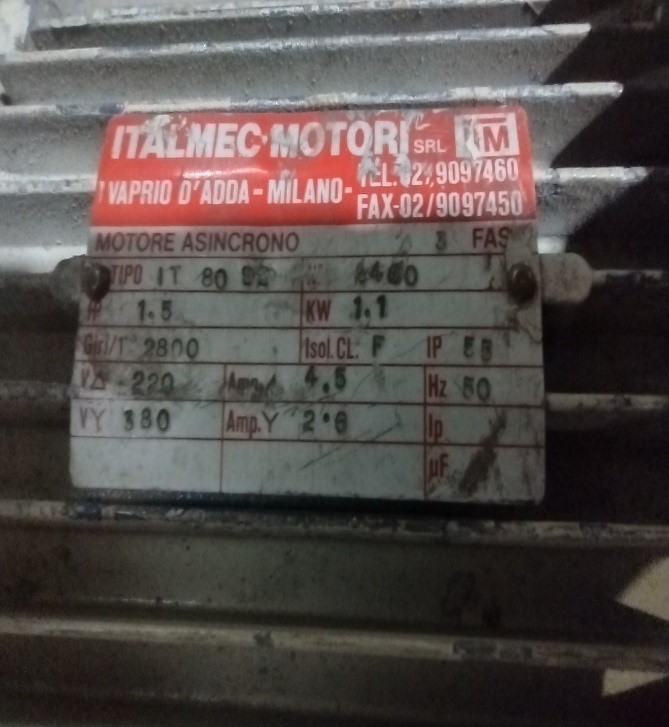 ITALMEC-MOTORI SRL M
VAPRIO D'ADDA - MILANO- TEL.02/9097460
FAX-02/9097450
MOTORE ASINCRONO 3 FAS
TIPO IT 80
HP 1.5 KW 1.1
Giri/1' 2800 Isol.CL. F IP 55
V△ 220 Amp.△ 4.5 Hz 50
VY 380 Amp.Y 2.6 Ip
µF